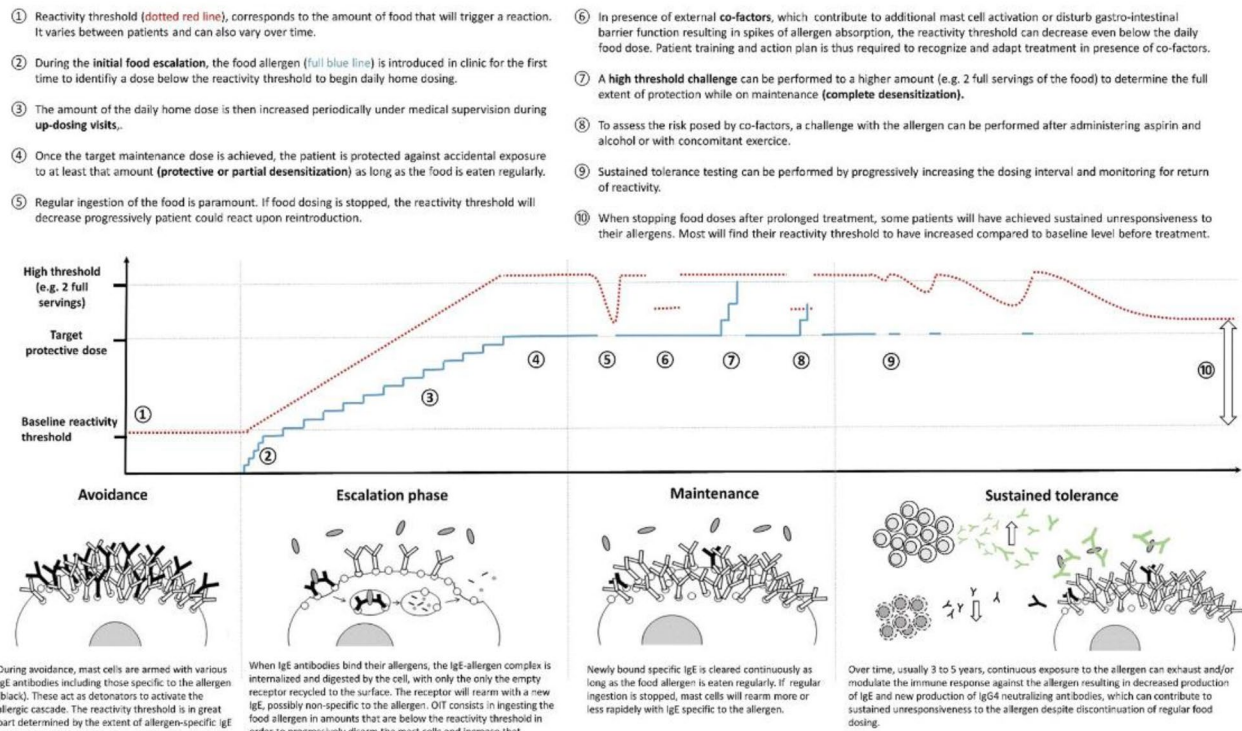 ① Reactivity threshold (dotted red line), corresponds to the amount of food that will trigger a reaction.
It varies between patients and can also vary over time.
② During the initial food escalation, the food allergen (full blue line) is introduced in clinic for the first
time to identifiy a dose below the reactivity threshold to begin daily home dosing.
③ The amount of the daily home dose is then increased periodically under medical supervision during
up-dosing visits,.
④ Once the target maintenance dose is achieved, the patient is protected against accidental exposure
to at least that amount (protective or partial desensitization) as long as the food is eaten regularly.
⑤ Regular ingestion of the food is paramount. If food dosing is stopped, the reactivity threshold will
decrease progressively patient could react upon reintroduction.
⑥ In presence of external co-factors, which contribute to additional mast cell activation or disturb gastro-intestinal
barrier function resulting in spikes of allergen absorption, the reactivity threshold can decrease even below the daily
food dose. Patient training and action plan is thus required to recognize and adapt treatment in presence of co-factors.
⑦ A high threshold challenge can be performed to a higher amount (e.g. 2 full servings of the food) to determine the full
extent of protection while on maintenance (complete desensitization).
⑧ To assess the risk posed by co-factors, a challenge with the allergen can be performed after administering aspirin and
alcohol or with concomitant exercice.
⑨ Sustained tolerance testing can be performed by progressively increasing the dosing interval and monitoring for return
of reactivity.
⑩ When stopping food doses after prolonged treatment, some patients will have achieved sustained unresponsiveness to
their allergens. Most will find their reactivity threshold to have increased compared to baseline level before treatment.
High threshold
(e.g. 2 full
servings)
Target
protective dose
Baseline reactivity
threshold
①
②
③
④
⑤
⑥
⑦
⑧
⑨
⑩
Avoidance
Escalation phase
Maintenance
Sustained tolerance
During avoidance, mast cells are armed with various
IgE antibodies including those specific to the allergen
(black). These act as detonators to activate the
allergic cascade. The reactivity threshold is in great
part determined by the extent of allergen-specific IgE
When IgE antibodies bind their allergens, the IgE-allergen complex is
internalized and digested by the cell, with only the only the empty
receptor recycled to the surface. The receptor will rearm with a new
IgE, possibly non-specific to the allergen. OIT consists in ingesting the
food allergen in amounts that are below the reactivity threshold in
order to progressively disarm the mast cells and increase that
Newly bound specific IgE is cleared continuously as
long as the food allergen is eaten regularly. If regular
ingestion is stopped, mast cells will rearm more or
less rapidly with IgE specific to the allergen.
Over time, usually 3 to 5 years, continuous exposure to the allergen can exhaust and/or
modulate the immune response against the allergen resulting in decreased production
of IgE and new production of IgG4 neutralizing antibodies, which can contribute to
sustained unresponsiveness to the allergen despite discontinuation of regular food
dosing.